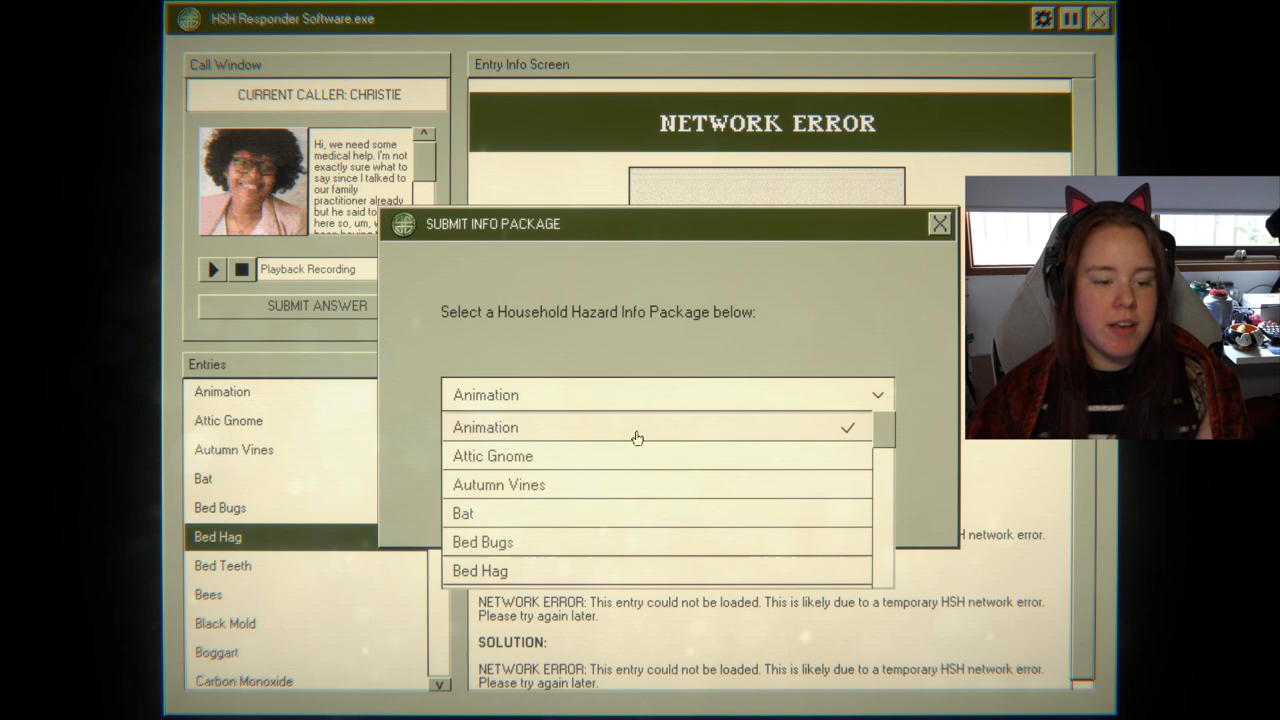 HSH Responder Software.exe
Call Window
CURRENT CALLER: CHRISTIE
Hi, we need some
medical help. I'm not
exactly sure what to
say since I talked to
our family
practitioner already
but he said to
here so, um, w
Playback Recording
SUBMIT ANSWER
Entries
Animation
Attic Gnome
Autumn Vines
Bat
Bed Bugs
Bed Hag
Bed Teeth
Bees
Black Mold
Boggart
Carbon Monoxide
Entry Info Screen
NETWORK ERROR
SUBMIT INFO PACKAGE
Select a Household Hazard Info Package below:
Animation
Animation
Attic Gnome
Autumn Vines
Bat
Bed Bugs
Bed Hag
H network error.
NETWORK ERROR: This entry could not be loaded. This is likely due to a temporary HSH network error.
Please try again later.
SOLUTION:
NETWORK ERROR: This entry could not be loaded. This is likely due to a temporary HSH network error.
Please try again later.